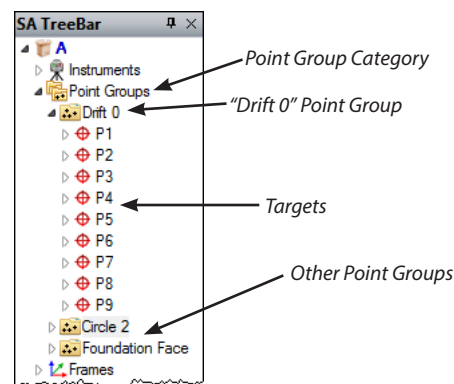 SA TreeBar
A
Instruments
Point Groups
Drift 0
P1
P2
P3
P4
P5
P6
P7
P8
P9
Circle 2
Foundation Face
Frames
Point Group Category
“Drift 0” Point Group
Targets
Other Point Groups